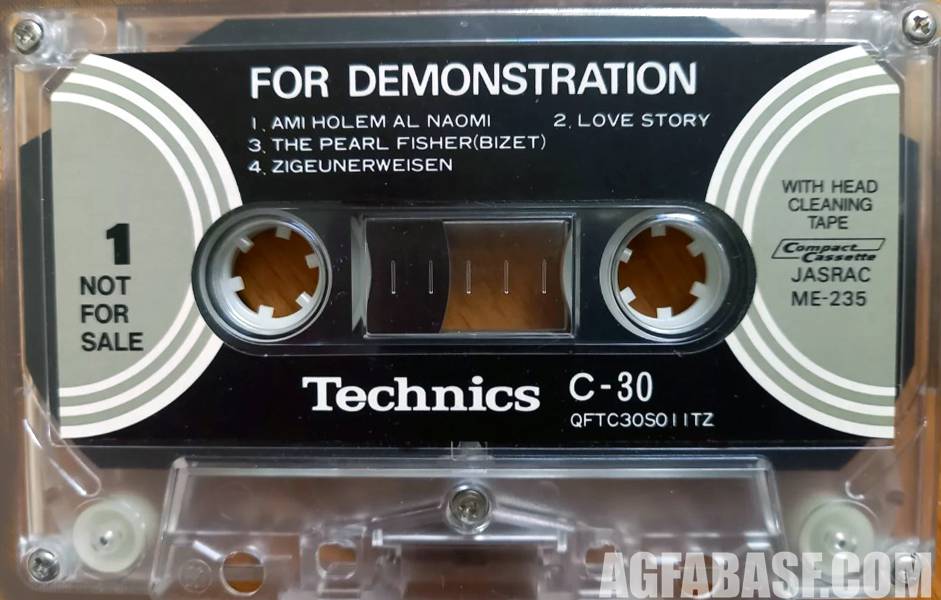 FOR DEMONSTRATION
1. AMI HOLEM AL NAOMI 2. LOVE STORY
3. THE PEARL FISHER(BIZET)
4. ZIGEUNERWEISEN
1
NOT
FOR
SALE
WITH HEAD
CLEANING
TAPE
Compact
Cassette
JASRAC
ME-235
Technics C-30
QFTC30S011TZ
AGFABASE.COM